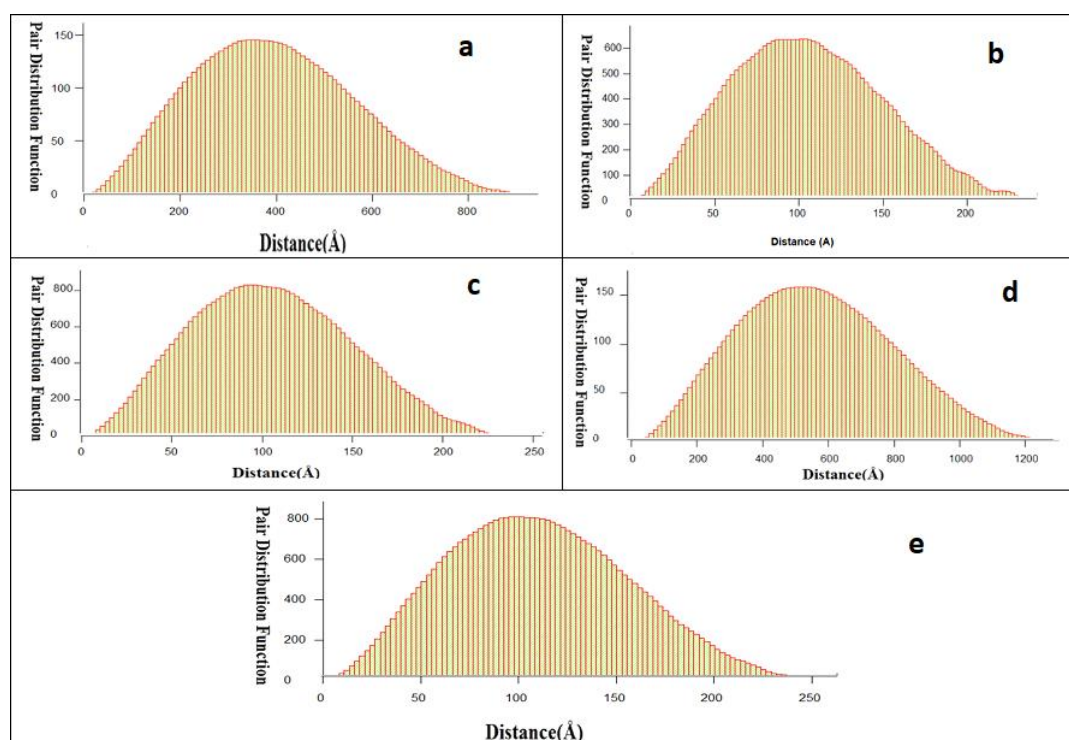 a
Pair Distribution Function
150
100
50
0
0 200 400 600 800
Distance(Å)
b
Pair Distribution Function
600
500
400
300
200
100
0
0 50 100 150 200
Distance (A)
c
Pair Distribution Function
800
600
400
200
0
0 50 100 150 200 250
Distance(Å)
d
Pair Distribution Function
150
100
50
0
0 200 400 600 800 1000 1200
Distance(Å)
e
Pair Distribution Function
800
600
400
200
0
0 50 100 150 200 250
Distance(Å)